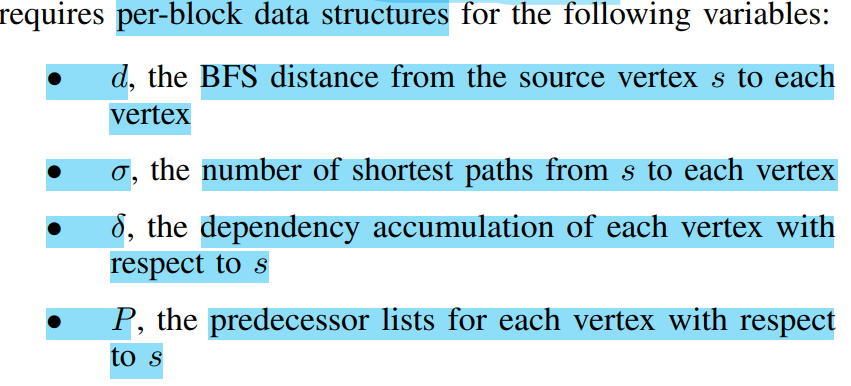 requires per-block data structures for the following variables:
• d, the BFS distance from the source vertex s to each
vertex
• σ, the number of shortest paths from s to each vertex
• δ, the dependency accumulation of each vertex with
respect to s
• P, the predecessor lists for each vertex with respect
to s